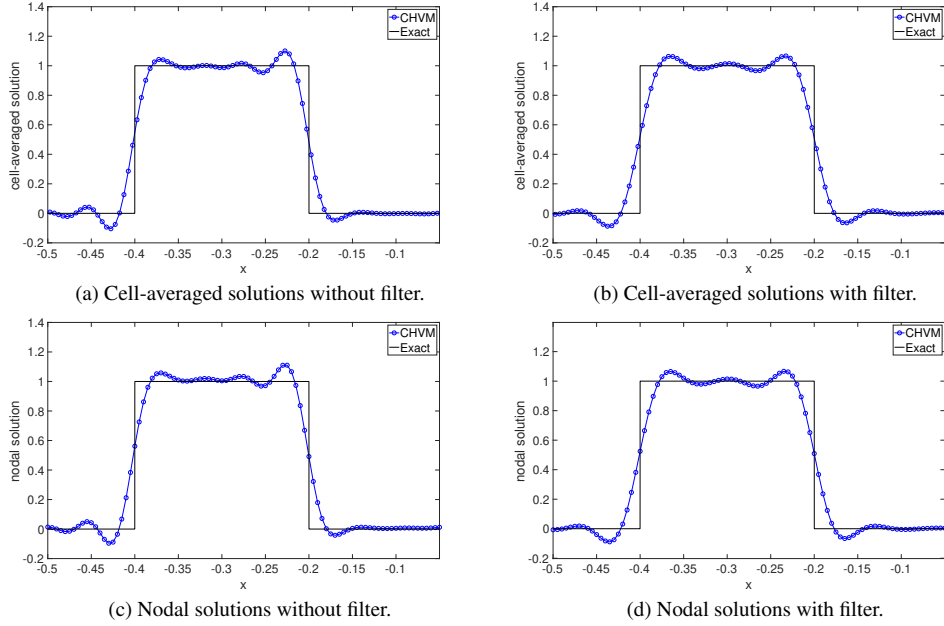 1.4
1.2
1
0.8
0.6
0.4
0.2
0
-0.2
cell-averaged solution
CHVM
Exact
-0.5 -0.45 -0.4 -0.35 -0.3 -0.25 -0.2 -0.15 -0.1
x
(a) Cell-averaged solutions without filter.
1.4
1.2
1
0.8
0.6
0.4
0.2
0
-0.2
cell-averaged solution
CHVM
Exact
-0.5 -0.45 -0.4 -0.35 -0.3 -0.25 -0.2 -0.15 -0.1
x
(b) Cell-averaged solutions with filter.
1.4
1.2
1
0.8
0.6
0.4
0.2
0
-0.2
nodal solution
CHVM
Exact
-0.5 -0.45 -0.4 -0.35 -0.3 -0.25 -0.2 -0.15 -0.1
x
(c) Nodal solutions without filter.
1.4
1.2
1
0.8
0.6
0.4
0.2
0
-0.2
nodal solution
CHVM
Exact
-0.5 -0.45 -0.4 -0.35 -0.3 -0.25 -0.2 -0.15 -0.1
x
(d) Nodal solutions with filter.